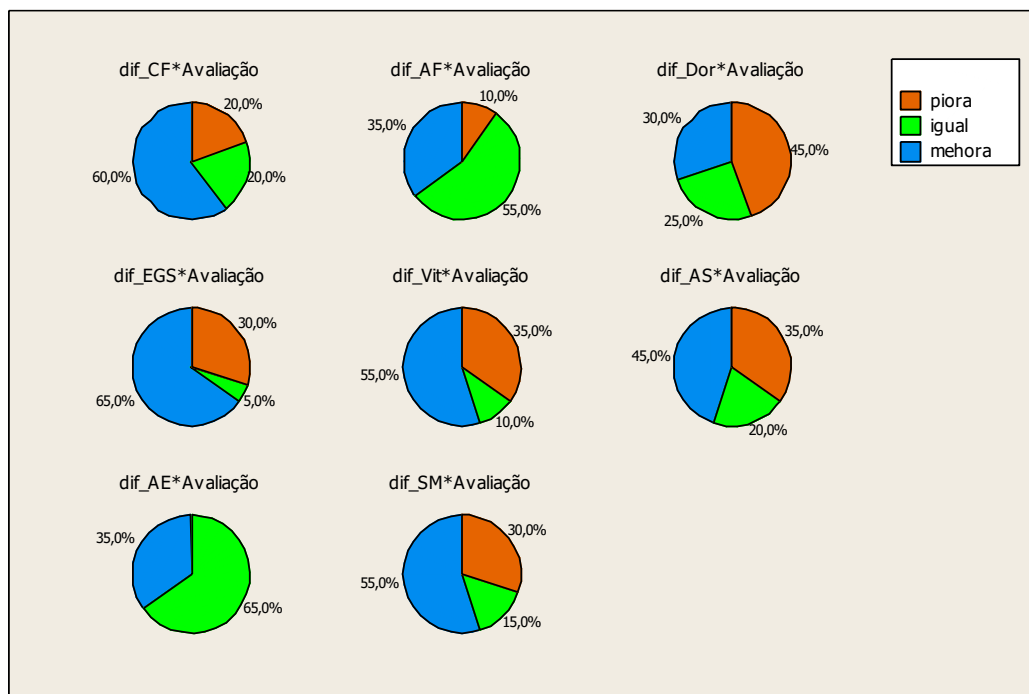 dif_CF*Avaliação
20,0%
20,0%
60,0%
dif_AF*Avaliação
10,0%
35,0%
55,0%
dif_Dor*Avaliação
30,0%
45,0%
25,0%
piora
igual
mehora
dif_EGS*Avaliação
30,0%
5,0%
65,0%
dif_Vit*Avaliação
35,0%
55,0%
10,0%
dif_AS*Avaliação
35,0%
45,0%
20,0%
dif_AE*Avaliação
35,0%
65,0%
dif_SM*Avaliação
30,0%
55,0%
15,0%